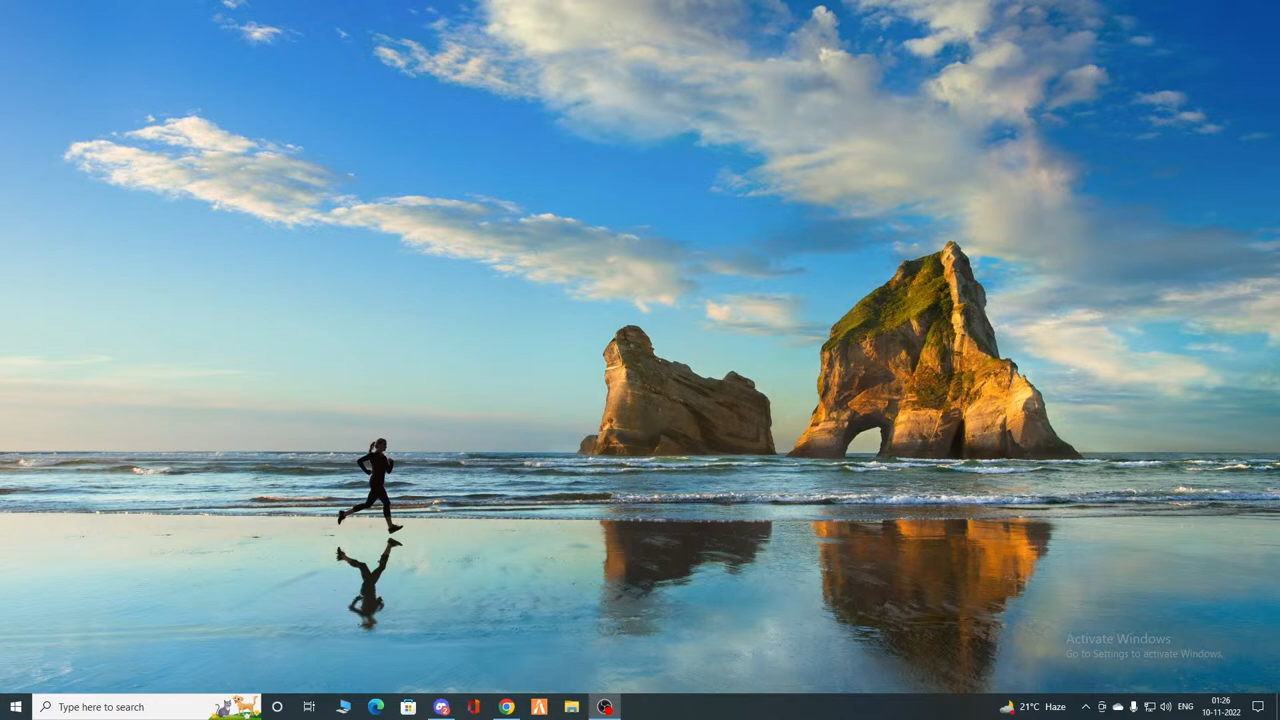 Activate Windows
Go to Settings to activate Windows.
Type here to search
2
21°C Haze
ENG
01:26
10-11-2022